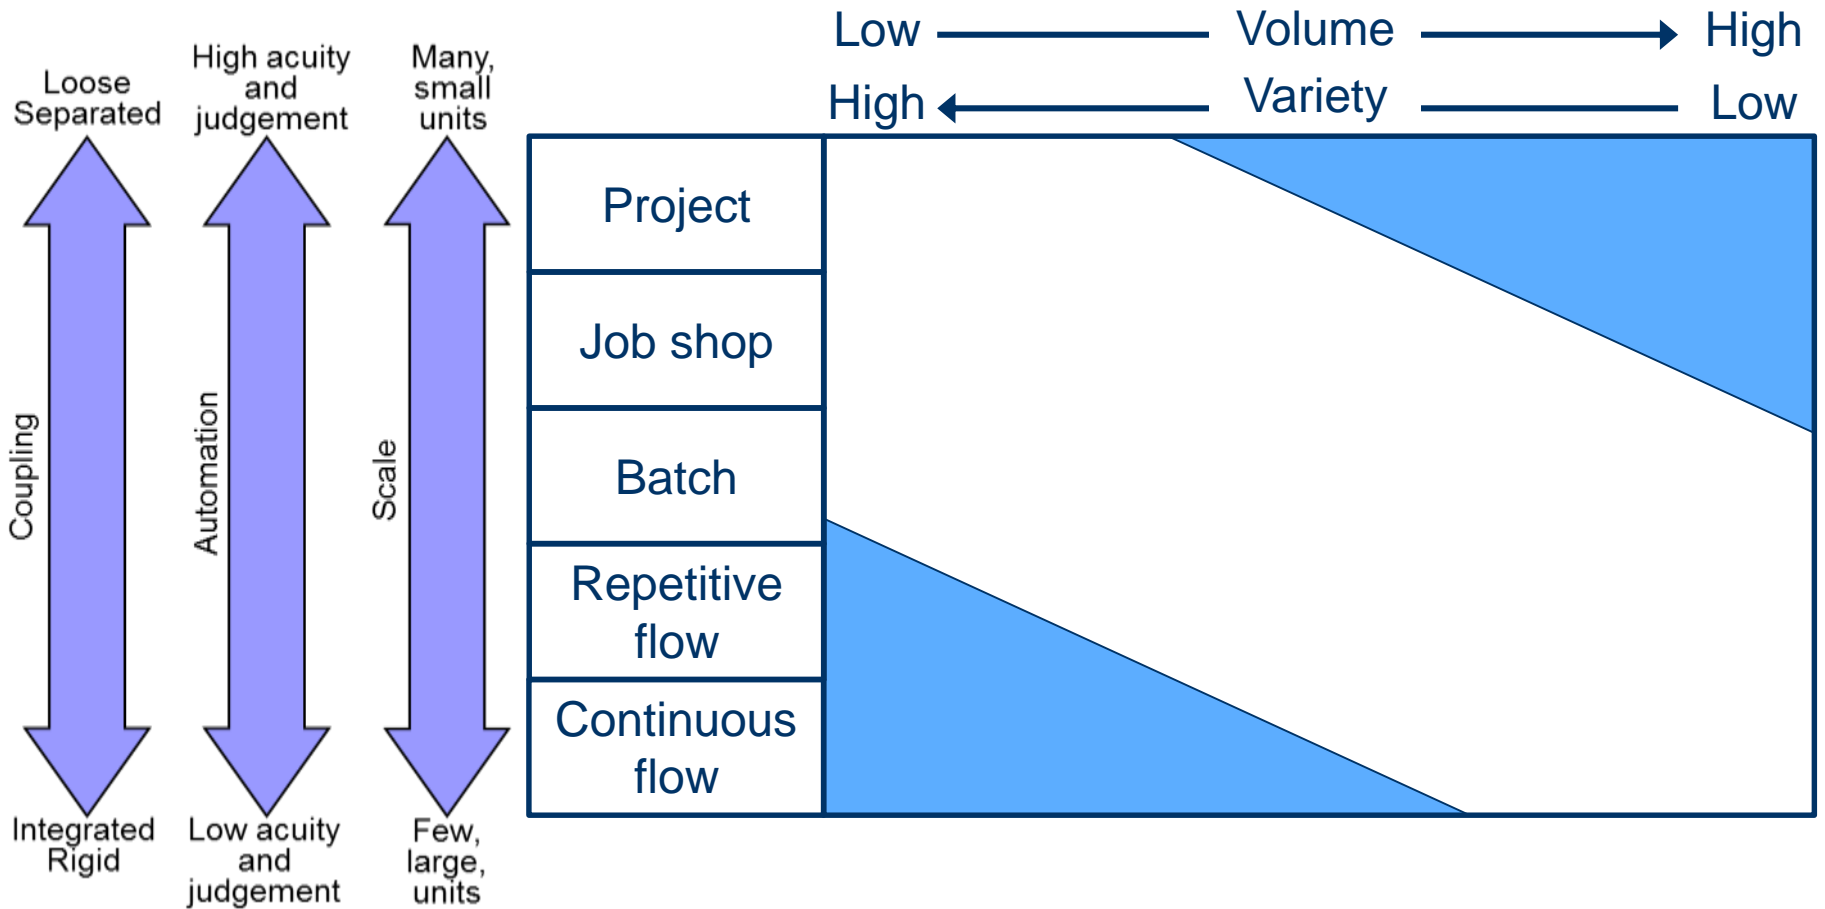 Low Volume High
High Variety Low
Loose
Separated
High acuity
and
judgement
Many,
small
units
Coupling
Automation
Scale
Project
Job shop
Batch
Repetitive
flow
Continuous
flow
Integrated
Rigid
Low acuity
and
judgement
Few,
large,
units